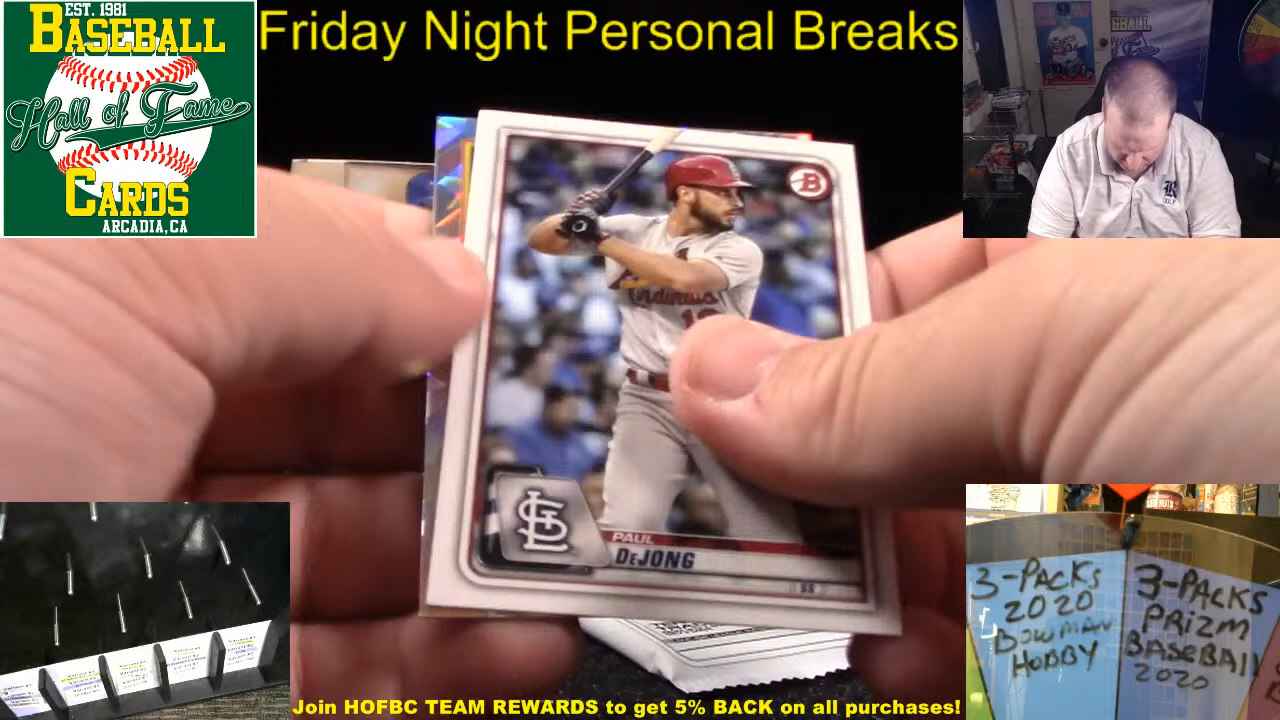 EST. 1981
BASEBALL
Hall of Fame
CARDS
ARCADIA, CA
Friday Night Personal Breaks
B
Cardinals
STL
PAUL
DEJONG
SS
R
GOLF
3-PACKS
2020
BOWMAN
HOBBY
3-PACKS
PRIZM
BASEBALL
2020
Join HOFBC TEAM REWARDS to get 5% BACK on all purchases!